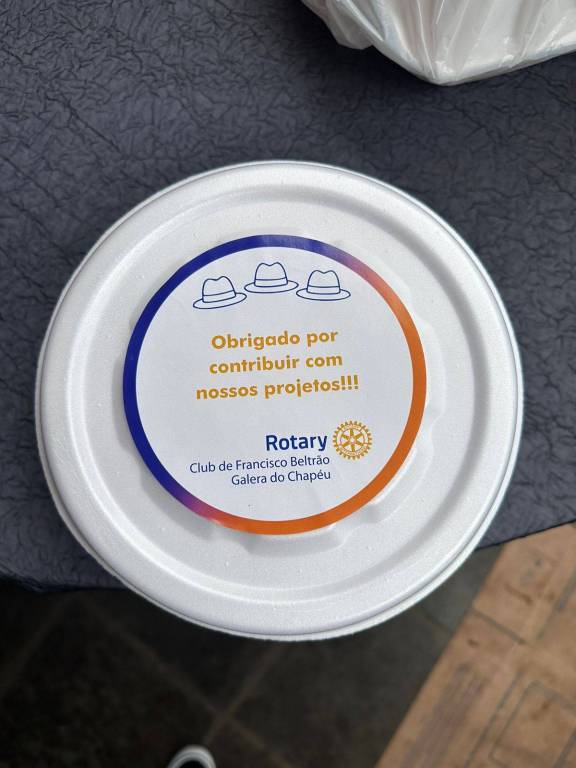 Obrigado por
contribuir com
nossos projetos!!!
Rotary
Club de Francisco Beltrão
Galera do Chapéu